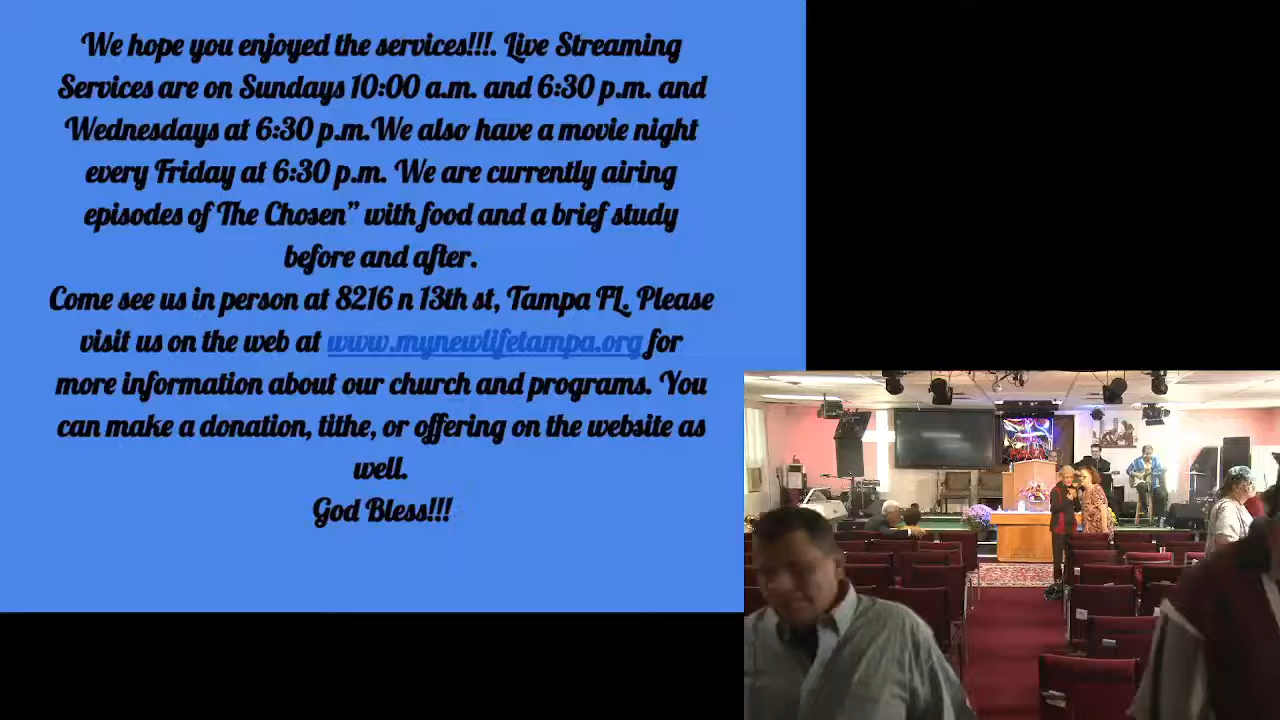 We hope you enjoyed the services!!!. Live Streaming
Services are on Sundays 10:00 a.m. and 6:30 p.m. and
Wednesdays at 6:30 p.m.We also have a movie night
every Friday at 6:30 p.m. We are currently airing
episodes of The Chosen” with food and a brief study
before and after.
Come see us in person at 8216 n 13th st, Tampa FL. Please
visit us on the web at www.mynewlifetampa.org for
more information about our church and programs. You
can make a donation, tithe, or offering on the website as
well.
God Bless!!!